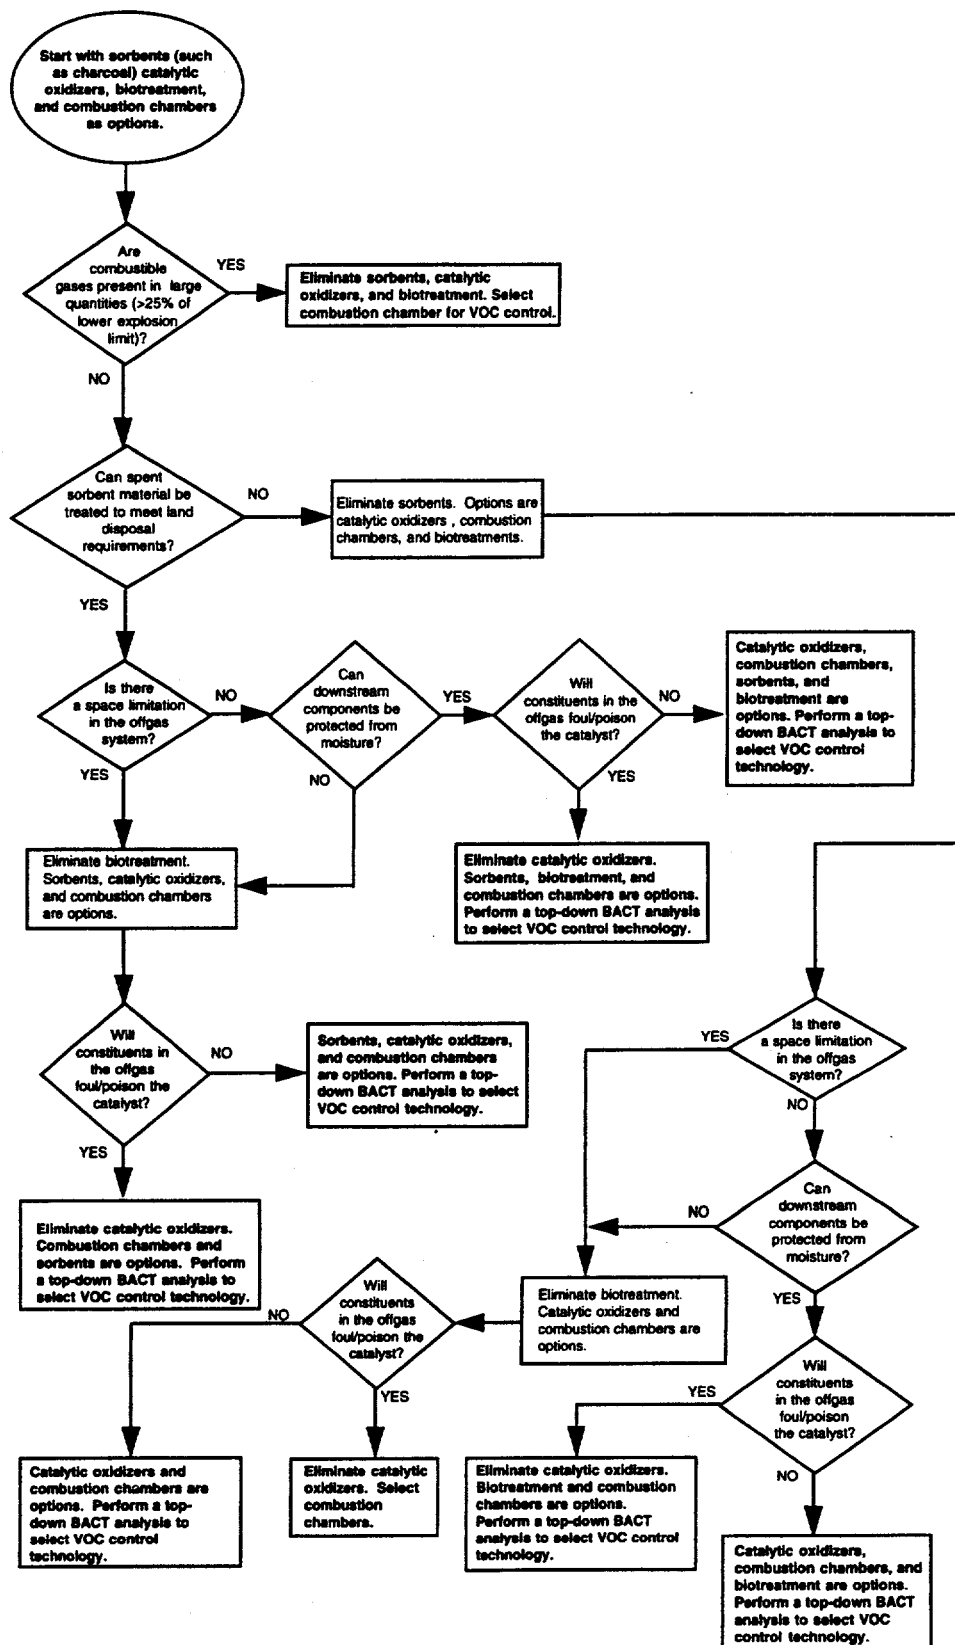 Start with sorbents (such
as charcoal) catalytic
oxidizers, biotreatment,
and combustion chambers
as options.
Are
combustible
gases present in large
quantities (>25% of
lower explosion
limit)?
YES
Eliminate sorbents, catalytic
oxidizers, and biotreatment. Select
combustion chamber for VOC control.
NO
Can spent
sorbent material be
treated to meet land
disposal
requirements?
NO
Eliminate sorbents. Options are
catalytic oxidizers , combustion
chambers, and biotreatments.
YES
Is there
a space limitation
in the offgas
system?
NO
Can
downstream
components be
protected from
moisture?
YES
Will
constituents in the
offgas foul/poison
the catalyst?
NO
Catalytic oxidizers,
combustion chambers,
sorbents, and
biotreatment are
options. Perform a top-
down BACT analysis to
select VOC control
technology.
YES
NO
YES
Eliminate biotreatment.
Sorbents, catalytic oxidizers,
and combustion chambers
are options.
Eliminate catalytic oxidizers.
Sorbents, biotreatment, and
combustion chambers are options.
Perform a top-down BACT analysis
to select VOC control technology.
Will
constituents in
the offgas
foul/poison the
catalyst?
NO
Sorbents, catalytic oxidizers,
and combustion chambers
are options. Perform a top-
down BACT analysis to select
VOC control technology.
YES
Is there
a space limitation
in the offgas
system?
NO
YES
Eliminate catalytic oxidizers.
Combustion chambers and
sorbents are options. Perform
a top-down BACT analysis to
select VOC control technology.
Can
downstream
components be
protected from
moisture?
NO
YES
Eliminate biotreatment.
Catalytic oxidizers and
combustion chambers are
options.
Will
constituents
in the offgas
foul/poison the
catalyst?
NO
YES
Will
constituents
in the offgas
foul/poison
the catalyst?
YES
NO
Catalytic oxidizers and
combustion chambers are
options. Perform a top-
down BACT analysis to
select VOC control
technology.
Eliminate catalytic
oxidizers. Select
combustion
chambers.
Eliminate catalytic oxidizers.
Biotreatment and combustion
chambers are options.
Perform a top-down BACT
analysis to select VOC control
technology.
Catalytic oxidizers,
combustion chambers, and
biotreatment are options.
Perform a top-down BACT
analysis to select VOC
control technology.